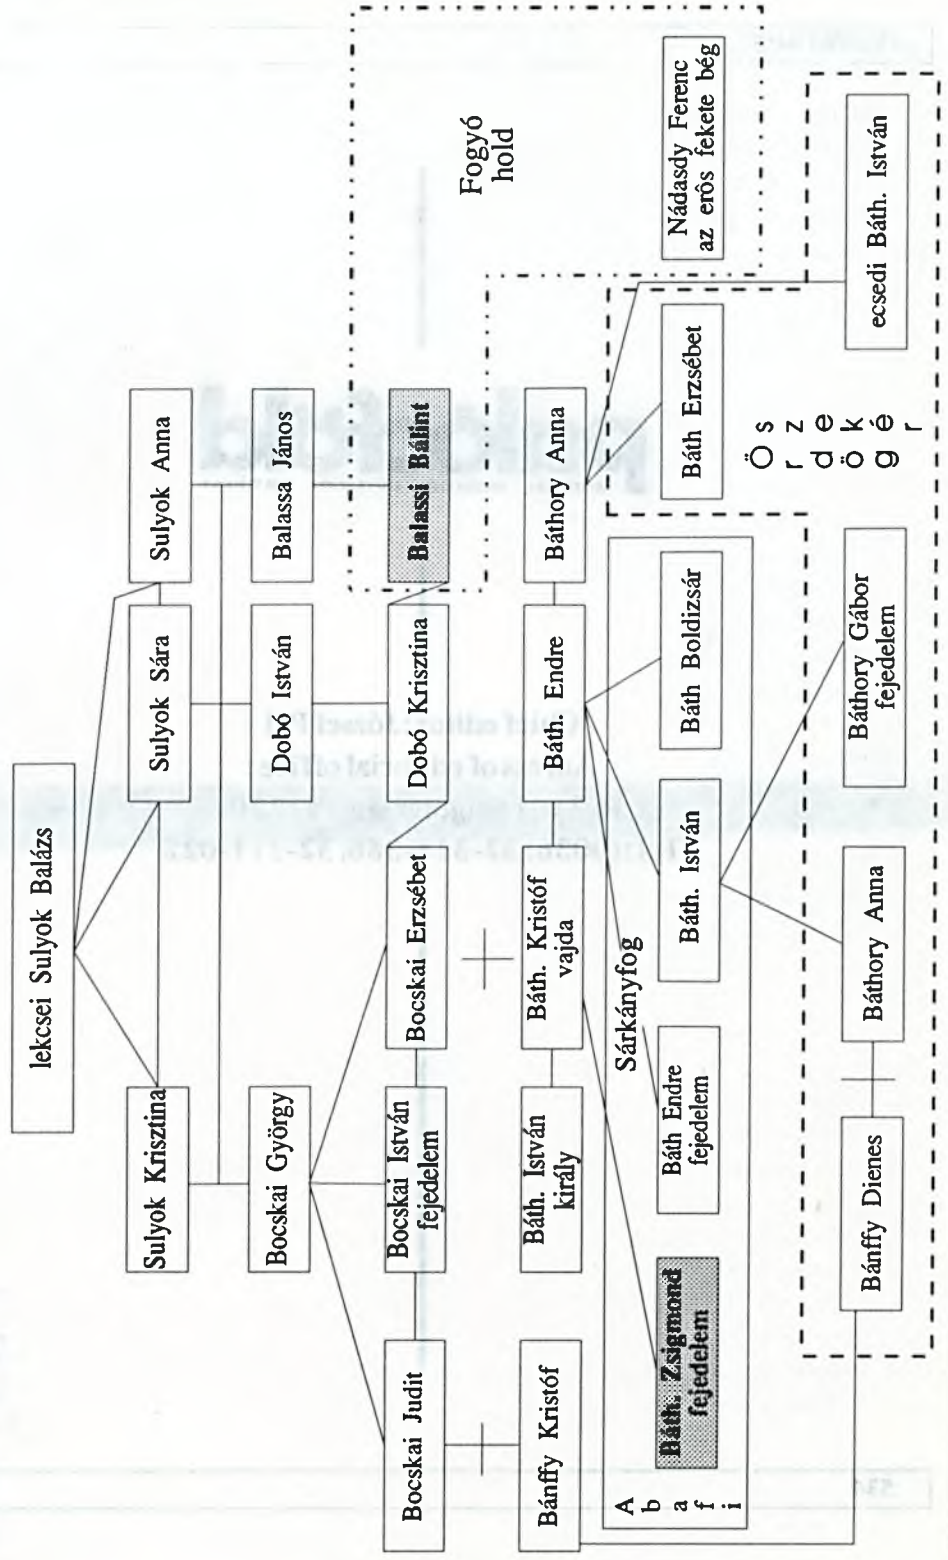 lekcsei Sulyok Balázs
Sulyok Krisztina
Sulyok Sára
Sulyok Anna
Bocskai György
Dobó István
Balassa János
Bocskai Judit
Bocskai István
fejedelem
Bocskai Erzsébet
Dobó Krisztina
Balassi Bálint
Fogyó
hold
Bánffy Kristóf
Báth. István
király
Báth. Kristóf
vajda
Báth Endre
Báthory Anna
A
b
a
f
i
Sárkányfog
Báth. Zsigmond
fejedelem
Báth Endre
fejedelem
Báth. István
Báth Boldizsár
Báth Erzsébet
Nádasdy Ferenc
az erős fekete bég
Ö s
r z
d e
ö k
g é
r
Bánffy Dienes
Báthory Anna
Báthory Gábor
fejedelem
ecsedi Báth. István